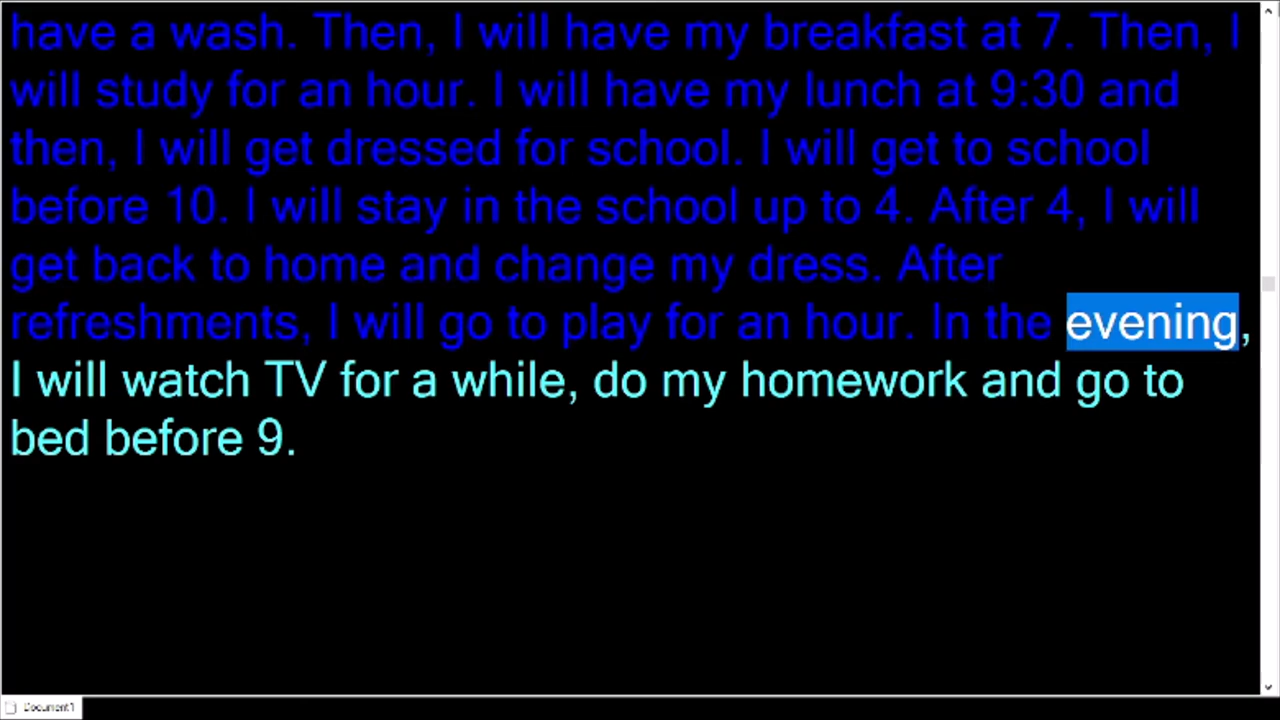 have a wash. Then, I will have my breakfast at 7. Then, I
will study for an hour. I will have my lunch at 9:30 and
then, I will get dressed for school. I will get to school
before 10. I will stay in the school up to 4. After 4, I will
get back to home and change my dress. After
refreshments, I will go to play for an hour. In the evening,
I will watch TV for a while, do my homework and go to
bed before 9.
Document1